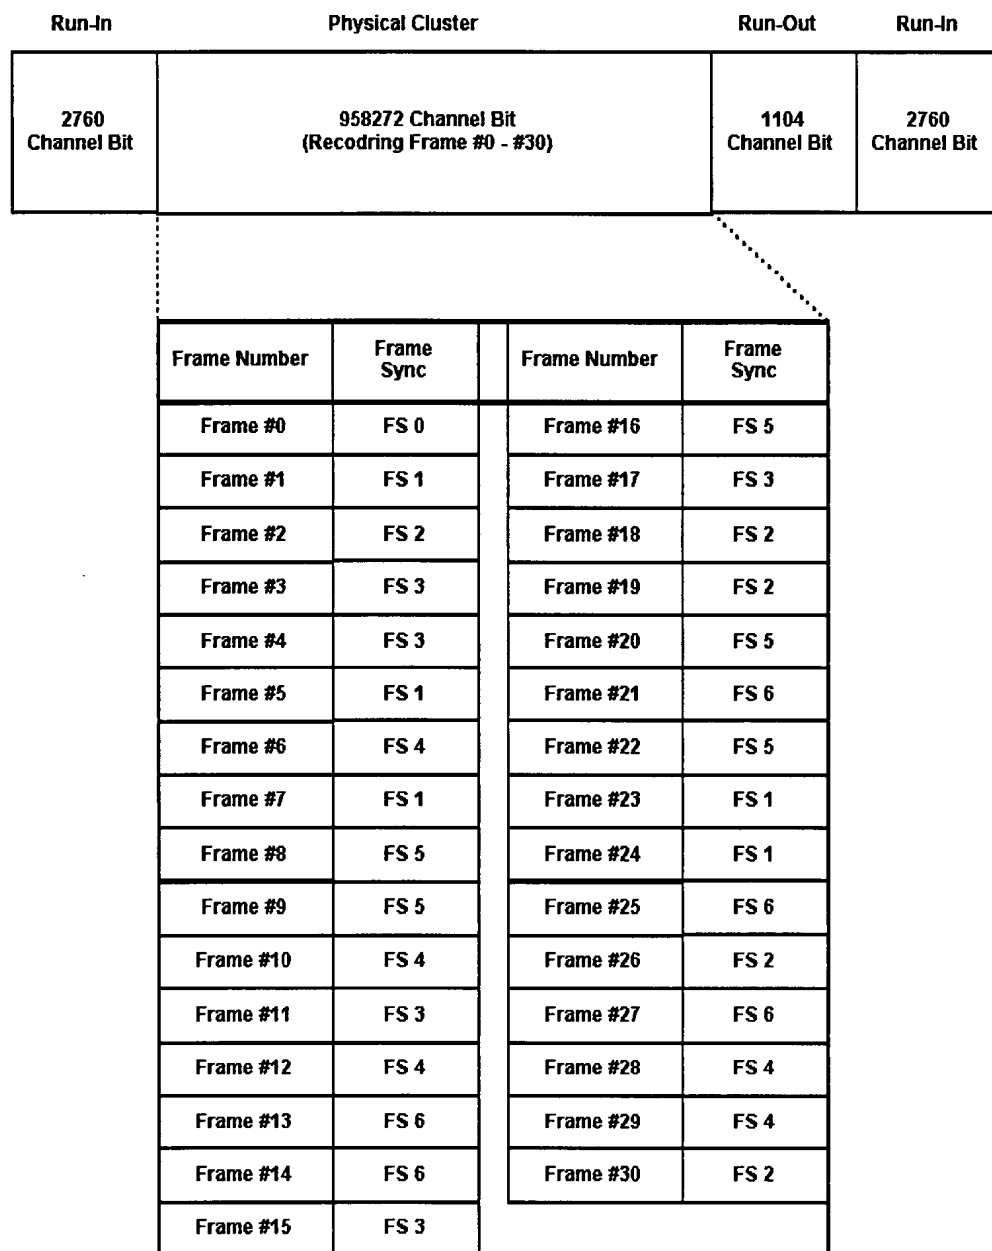 Run-In Physical Cluster Run-Out Run-In
2760
Channel Bit
958272 Channel Bit
(Recodring Frame #0 - #30)
1104
Channel Bit
2760
Channel Bit
Frame Number Frame Sync Frame Number Frame Sync
Frame #0 FS 0 Frame #16 FS 5
Frame #1 FS 1 Frame #17 FS 3
Frame #2 FS 2 Frame #18 FS 2
Frame #3 FS 3 Frame #19 FS 2
Frame #4 FS 3 Frame #20 FS 5
Frame #5 FS 1 Frame #21 FS 6
Frame #6 FS 4 Frame #22 FS 5
Frame #7 FS 1 Frame #23 FS 1
Frame #8 FS 5 Frame #24 FS 1
Frame #9 FS 5 Frame #25 FS 6
Frame #10 FS 4 Frame #26 FS 2
Frame #11 FS 3 Frame #27 FS 6
Frame #12 FS 4 Frame #28 FS 4
Frame #13 FS 6 Frame #29 FS 4
Frame #14 FS 6 Frame #30 FS 2
Frame #15 FS 3